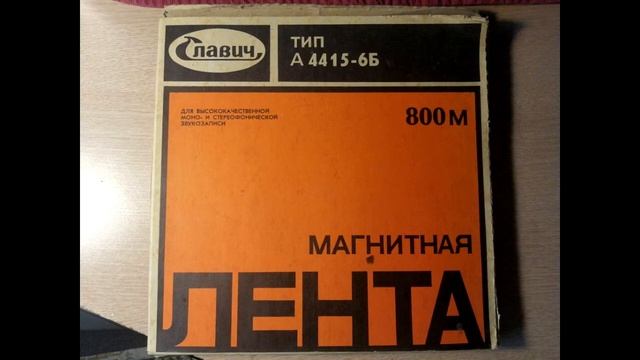 Славич
ТИП
А 4415-6Б
ДЛЯ ВЫСОКОКАЧЕСТВЕННОЙ
МОНО- И СТЕРЕОФОНИЧЕСКОЙ
ЗВУКОЗАПИСИ
800 М
МАГНИТНАЯ
ЛЕНТА